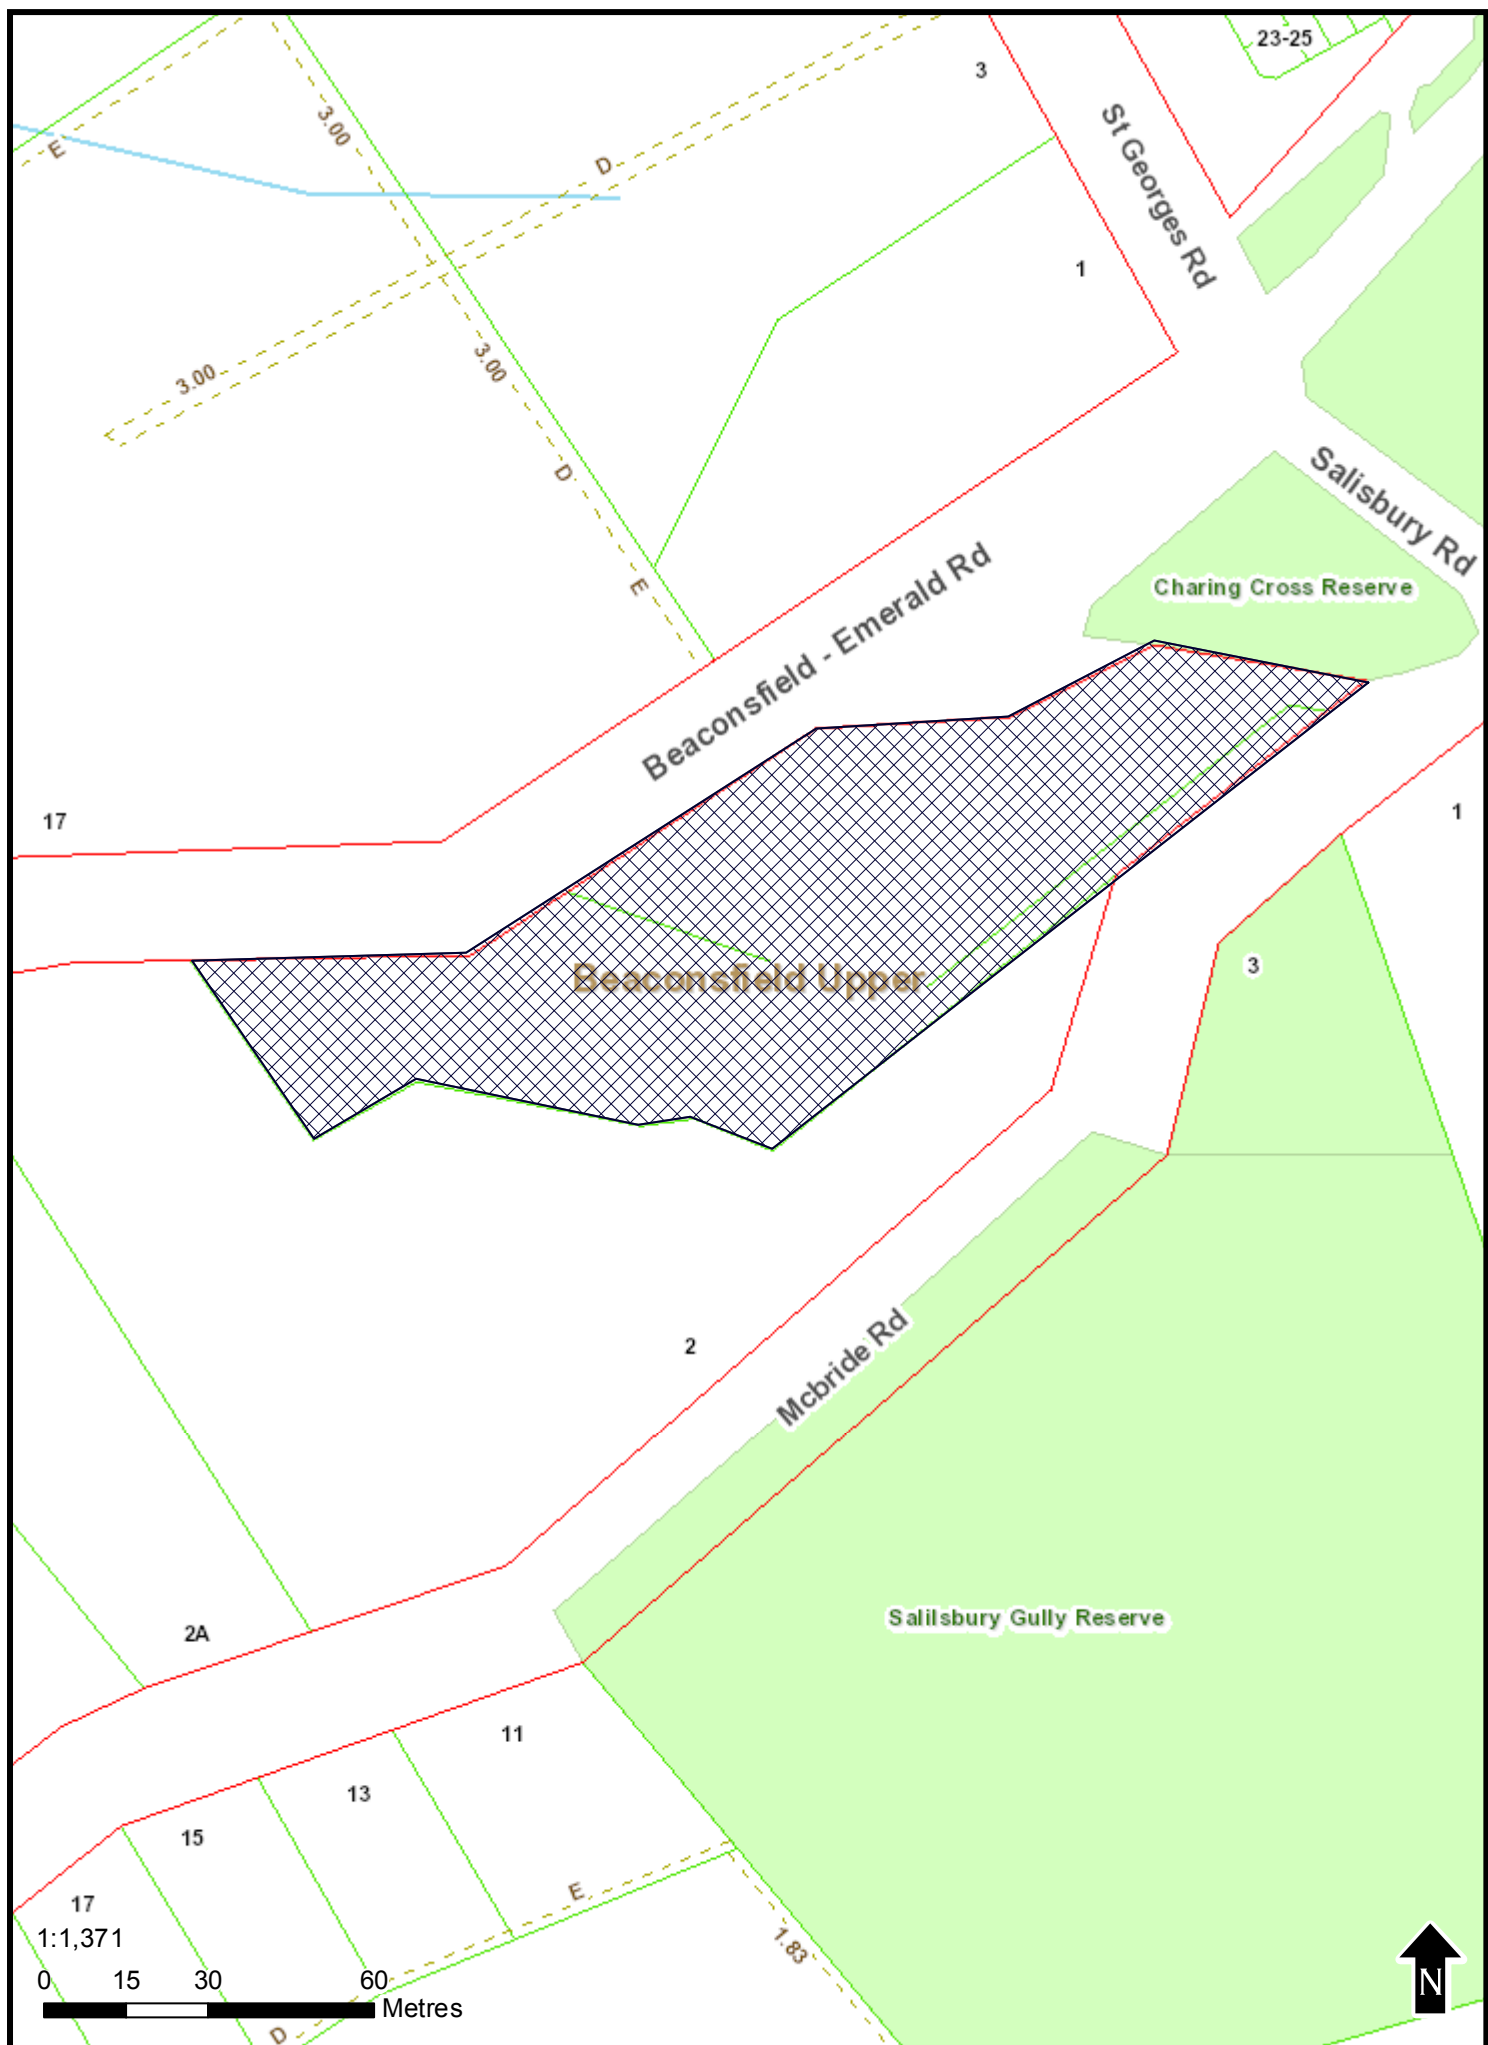 23-25
3
3.00
St Georges Rd
E
D
1
3.00
3.00
D
Salisbury Rd
E
Charing Cross Reserve
Beaconsfield - Emerald Rd
17
1
3
Beaconsfield Upper
2
Mcbride Rd
Salilsbury Gully Reserve
2A
11
13
15
E
17
1:1,371
1.83
0 15 30 60
Metres
N
D